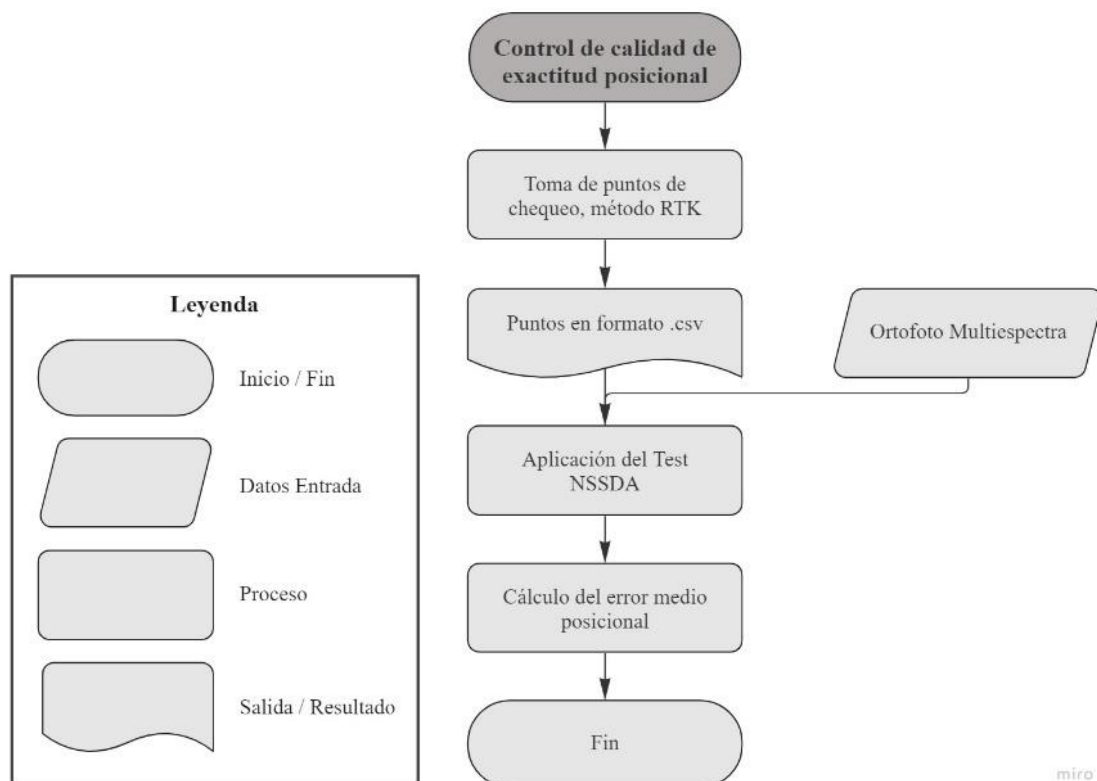 Control de calidad de
exactitud posicional
Toma de puntos de
chequeo, método RTK
Puntos en formato .csv
Ortofoto Multiespectra
Aplicación del Test
NSSDA
Cálculo del error medio
posicional
Fin
Leyenda
Inicio / Fin
Datos Entrada
Proceso
Salida / Resultado
miro